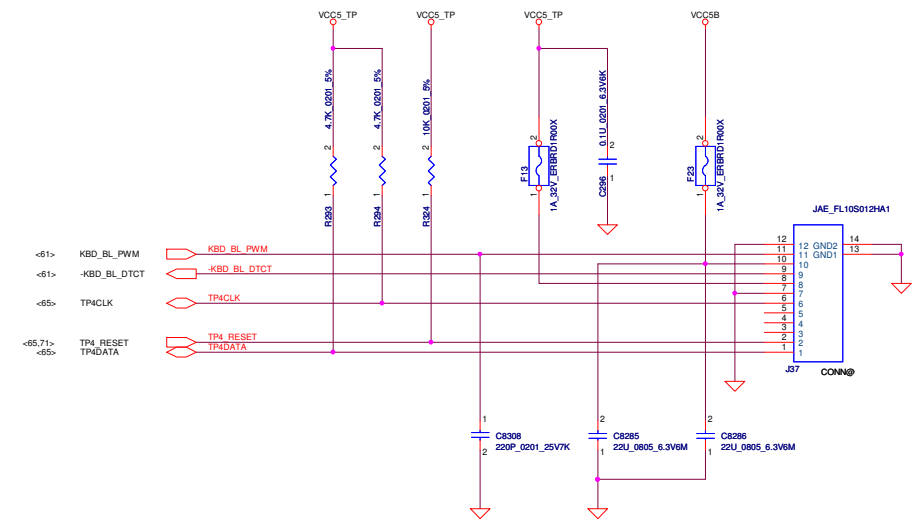 VCC5_TP
VCC5_TP
VCC5_TP
VCC5B
4.7K_0201_5%
4.7K_0201_5%
10K_0201_5%
0.1U_0201_6.3V6K
2
2
2
2
2
2
F13
1A_32V_ERBRD1R00X
F23
1A_32V_ERBRD1R00X
1
1
1
1
1
1
R293
R294
R324
C296
JAE_FL10S012HA1
<61> KBD_BL_PWM KBD_BL_PWM
<61> -KBD_BL_DTCT -KBD_BL_DTCT
<65> TP4CLK TP4CLK
<65,71> TP4_RESET TP4_RESET
<65> TP4DATA TP4DATA
12 12 GND2 14
11 11 GND1 13
10 10
9 9
8 8
7 7
6 6
5 5
4 4
3 3
2 2
1 1
J37
CONN@
1
C8308
220P_0201_25V7K
2
2
C8285
22U_0805_6.3V6M
1
2
C8286
22U_0805_6.3V6M
1